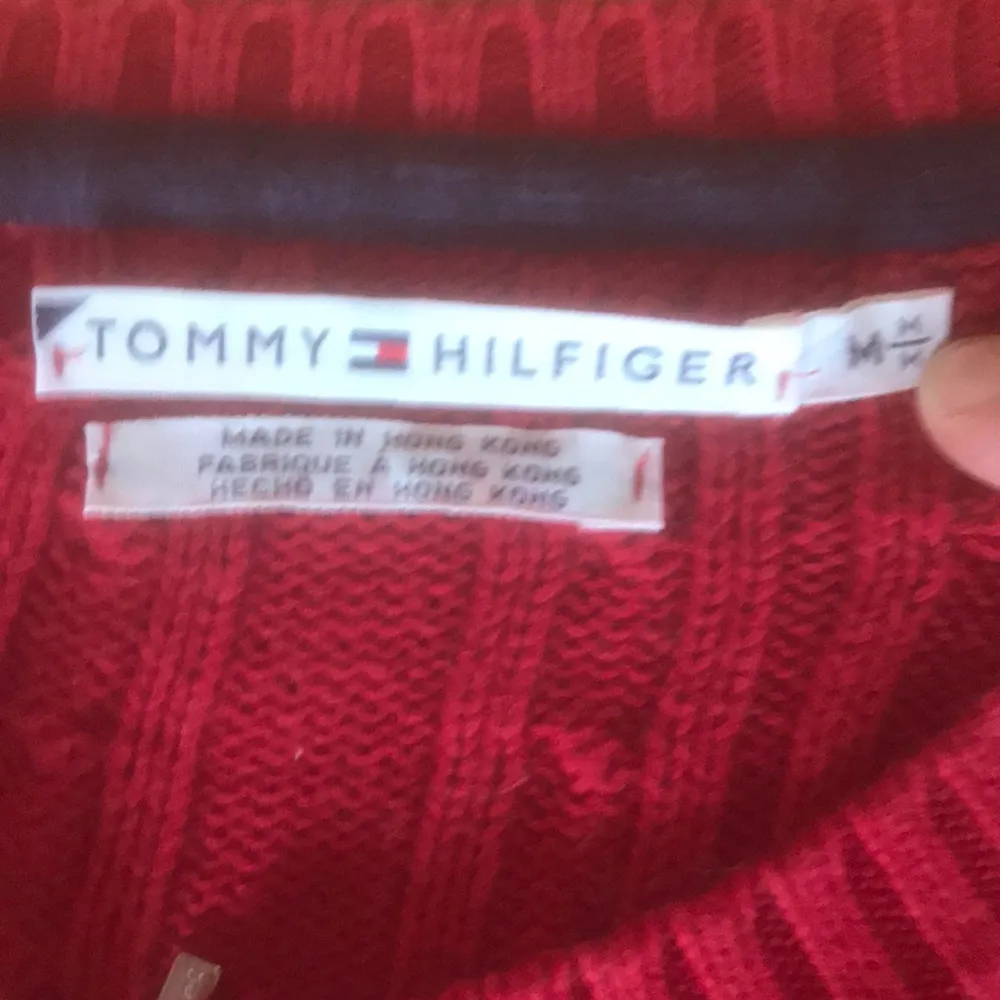 TOMMY HILFIGER
M M
MADE IN HONG KONG
FABRIQUE À HONG KONG
HECHO EN HONG KONG